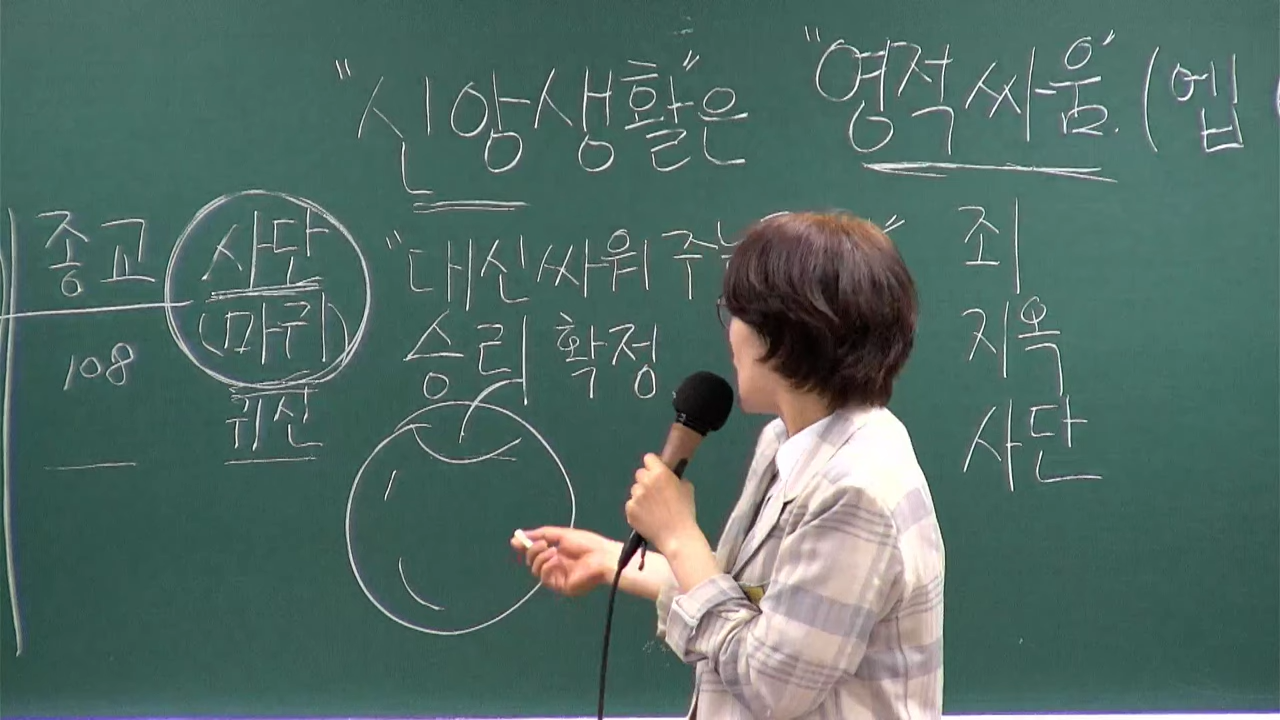 "신앙생활"은 "영적싸움" (엡
종교
사단
(마귀)
귀신
108
"대신싸워 주는
승리 확정
죄
지옥
사단